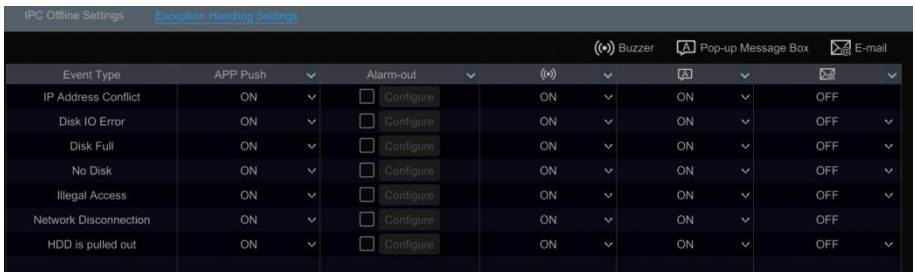 IPC Offline Settings Exception Handling Settings
Buzzer Pop-up Message Box E-mail
Event Type APP Push Alarm-out
IP Address Conflict ON Configure ON ON OFF
Disk IO Error ON Configure ON ON OFF
Disk Full ON Configure ON ON OFF
No Disk ON Configure ON ON OFF
Illegal Access ON Configure ON ON OFF
Network Disconnection ON Configure ON ON OFF
HDD is pulled out ON Configure ON ON OFF